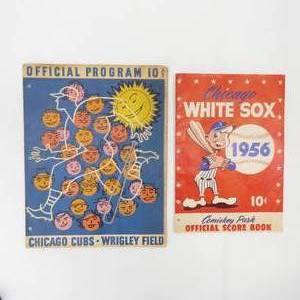 OFFICIAL PROGRAM 10¢
CHICAGO CUBS · WRIGLEY FIELD
Chicago
WHITE SOX
1956
10¢
Comiskey Park
OFFICIAL SCORE BOOK